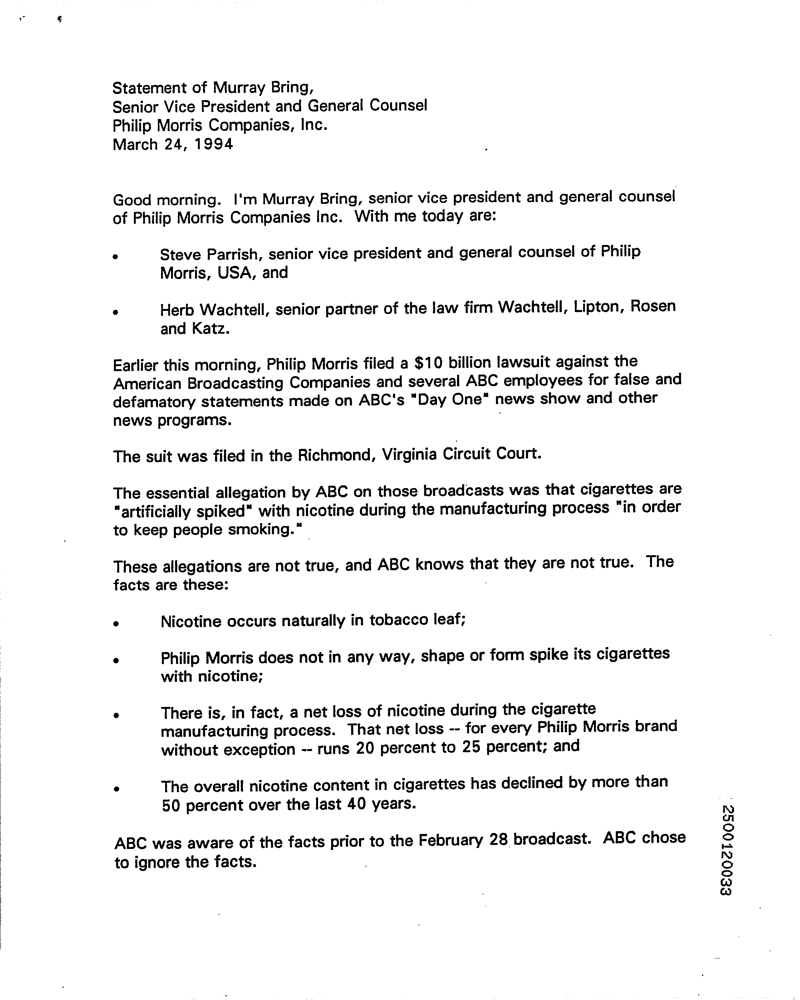 Statement of Murray Bring,
Senior Vice President and General Counsel
Philip Morris Companies, Inc.
March 24, 1994
Good morning. I'm Murray Bring, senior vice president and general counsel
of Philip Morris Companies Inc. With me today are:
• Steve Parrish, senior vice president and general counsel of Philip
Morris, USA, and
• Herb Wachtell, senior partner of the law firm Wachtell, Lipton, Rosen
and Katz.
Earlier this morning, Philip Morris filed a $10 billion lawsuit against the
American Broadcasting Companies and several ABC employees for false and
defamatory statements made on ABC's "Day One" news show and other
news programs.
The suit was filed in the Richmond, Virginia Circuit Court.
The essential allegation by ABC on those broadcasts was that cigarettes are
"artificially spiked" with nicotine during the manufacturing process "in order
to keep people smoking."
These allegations are not true, and ABC knows that they are not true. The
facts are these:
• Nicotine occurs naturally in tobacco leaf;
• Philip Morris does not in any way, shape or form spike its cigarettes
with nicotine;
• There is, in fact, a net loss of nicotine during the cigarette
manufacturing process. That net loss -- for every Philip Morris brand
without exception -- runs 20 percent to 25 percent; and
• The overall nicotine content in cigarettes has declined by more than
50 percent over the last 40 years.
ABC was aware of the facts prior to the February 28 broadcast. ABC chose
to ignore the facts.
2500120033